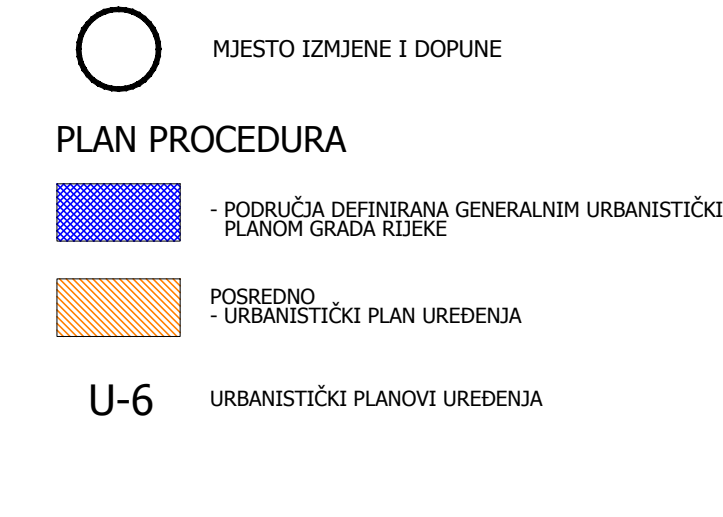 MJESTO IZMJENE I DOPUNE
PLAN PROCEDURA
- PODRUČJA DEFINIRANA GENERALNIM URBANISTIČKI
PLANOM GRADA RIJEKE
POSREDNO
- URBANISTIČKI PLAN UREĐENJA
U-6 URBANISTIČKI PLANOVI UREĐENJA